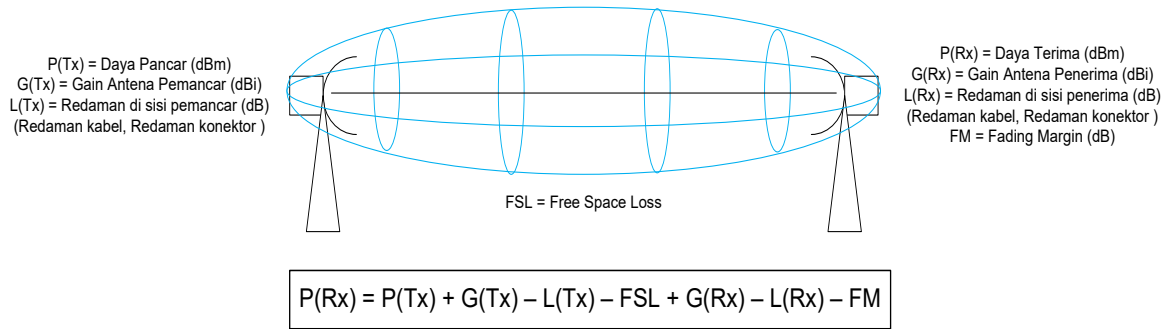 P(Tx) = Daya Pancar (dBm)
G(Tx) = Gain Antena Pemancar (dBi)
L(Tx) = Redaman di sisi pemancar (dB)
(Redaman kabel, Redaman konektor )
P(Rx) = Daya Terima (dBm)
G(Rx) = Gain Antena Penerima (dBi)
L(Rx) = Redaman di sisi penerima (dB)
(Redaman kabel, Redaman konektor )
FM = Fading Margin (dB)
FSL = Free Space Loss
P(Rx) = P(Tx) + G(Tx) – L(Tx) – FSL + G(Rx) – L(Rx) – FM